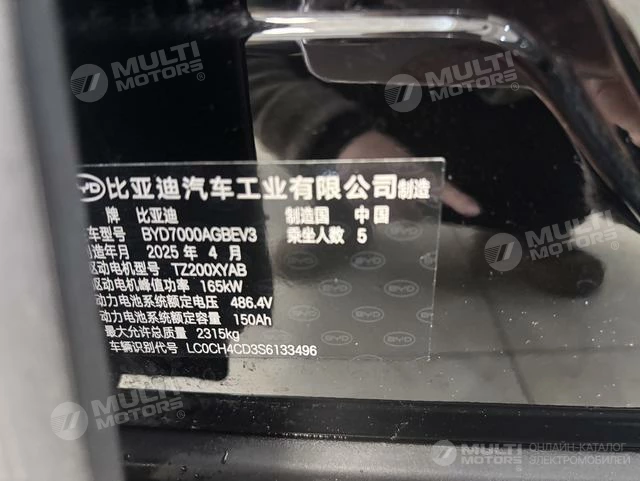 MULTI MOTORS®
MULTI MOTORS®
BYD 比亚迪汽车工业有限公司制造
牌 比亚迪 制造国 中国
车型号 BYD7000AGBEV3 乘坐人数 5
造年月 2025 年 4 月
驱动电机型号 TZ200XYAB
驱动电机峰值功率 165kW
动力电池系统额定电压 486.4V
动力电池系统额定容量 150Ah
最大允许总质量 2315kg
车辆识别代号 LC0CH4CD3S6133496
BYD
BYD
BYD
MULTI MOTORS®
MULTI MOTORS
ОНЛАЙН-КАТАЛОГ
ЭЛЕКТРОМОБИЛЕЙ